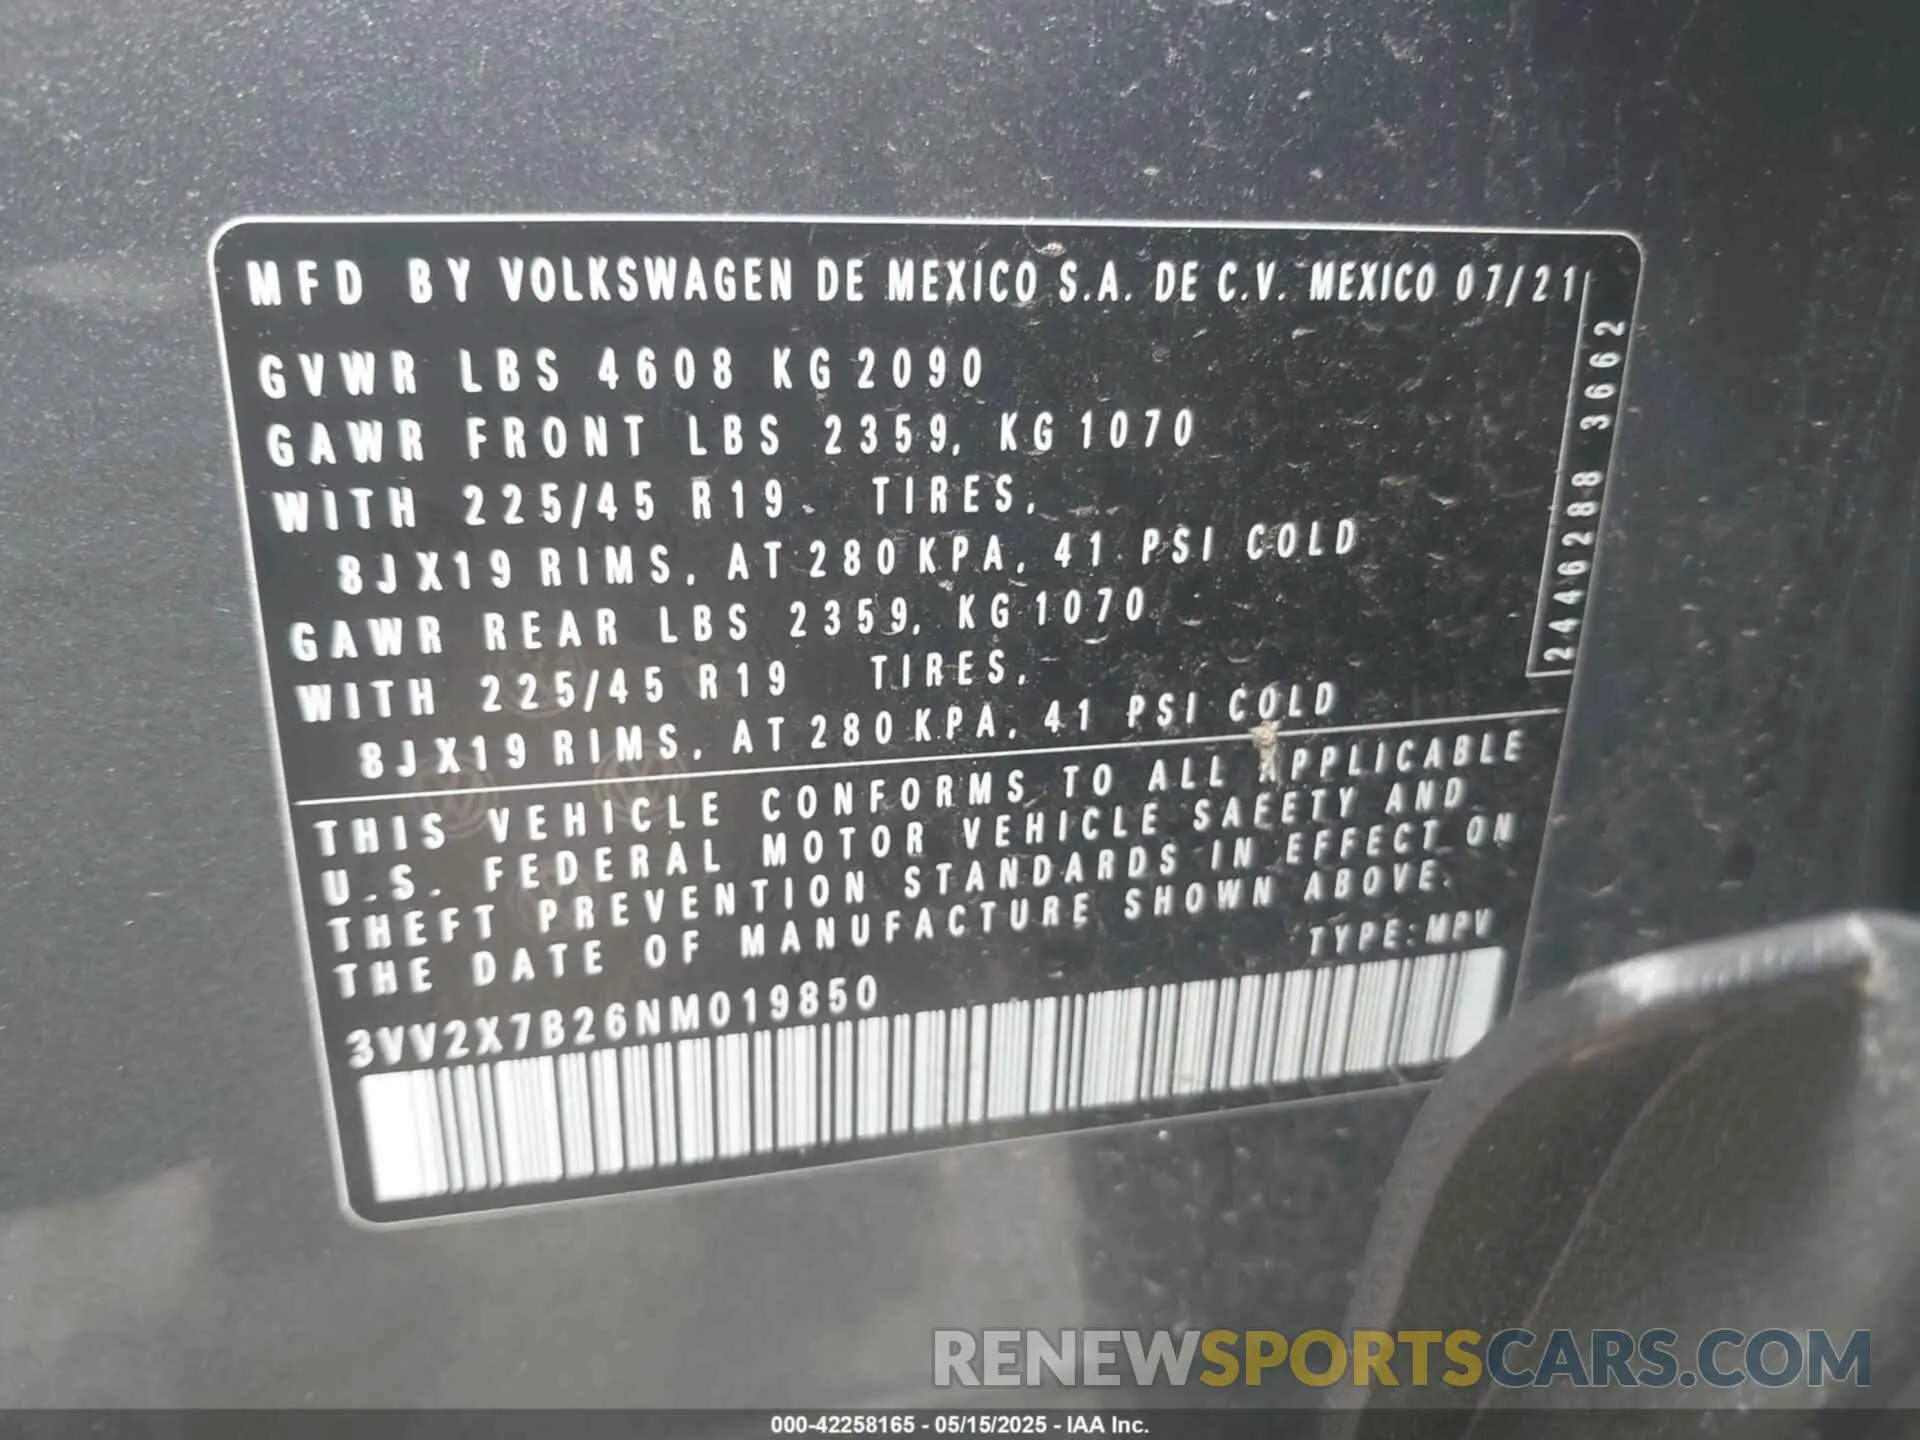 MFD BY VOLKSWAGEN DE MEXICO S.A. DE C.V. MEXICO 07/21
GVWR LBS 4608 KG 2090
GAWR FRONT LBS 2359, KG 1070
WITH 225/45 R19 TIRES,
8JX19 RIMS, AT 280 KPA, 41 PSI COLD
GAWR REAR LBS 2359, KG 1070
WITH 225/45 R19 TIRES,
8JX19 RIMS, AT 280 KPA, 41 PSI COLD
244 6288 3662
THIS VEHICLE CONFORMS TO ALL APPLICABLE
U.S. FEDERAL MOTOR VEHICLE SAFETY AND
THEFT PREVENTION STANDARDS IN EFFECT ON
THE DATE OF MANUFACTURE SHOWN ABOVE.
TYPE: MPV
3VV2X7B26NM019850
RENEWSPORTSCARS.COM
000-42258165 - 05/15/2025 - IAA Inc.